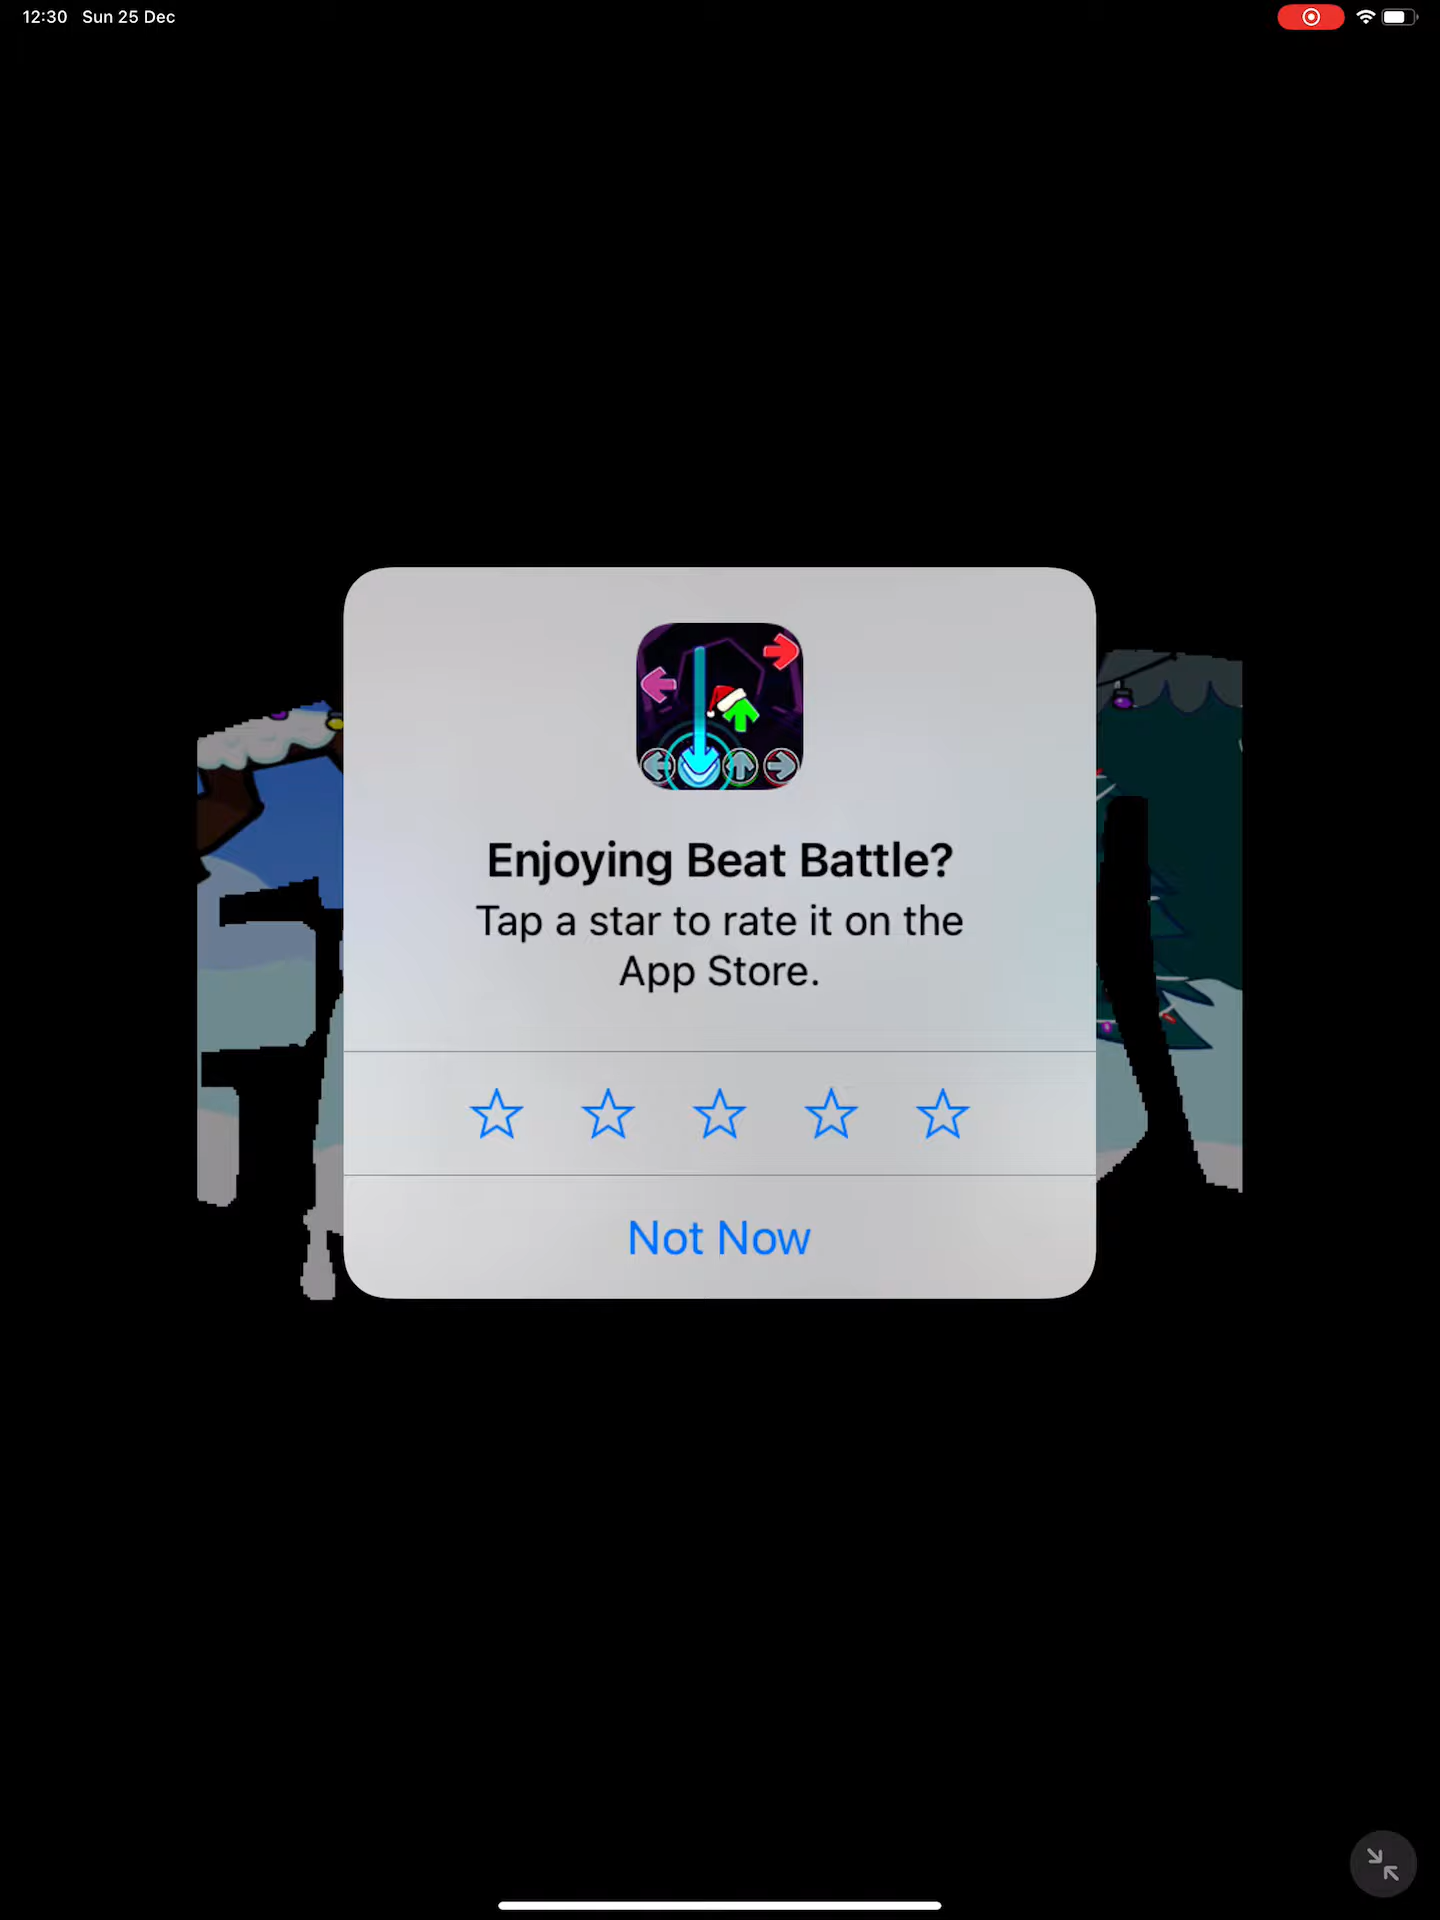 12:30 Sun 25 Dec
Enjoying Beat Battle?
Tap a star to rate it on the
App Store.
Not Now